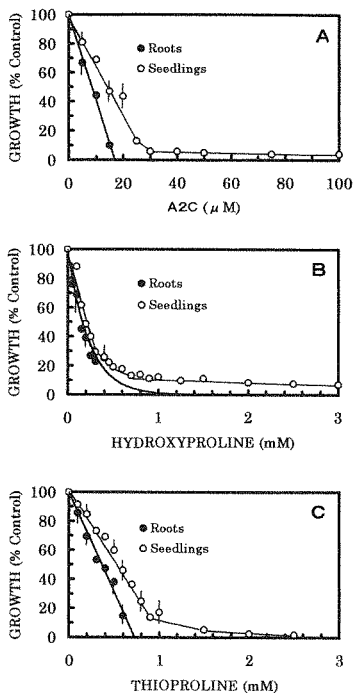 A
GROWTH (% Control)
100
80
60
40
20
0
Roots
Seedlings
0 20 40 60 80 100
A2C ( μ M)
B
GROWTH (% Control)
100
80
60
40
20
0
Roots
Seedlings
0 1 2 3
HYDROXYPROLINE (mM)
C
GROWTH (% Control)
100
80
60
40
20
0
Roots
Seedlings
0 1 2 3
THIOPROLINE (mM)